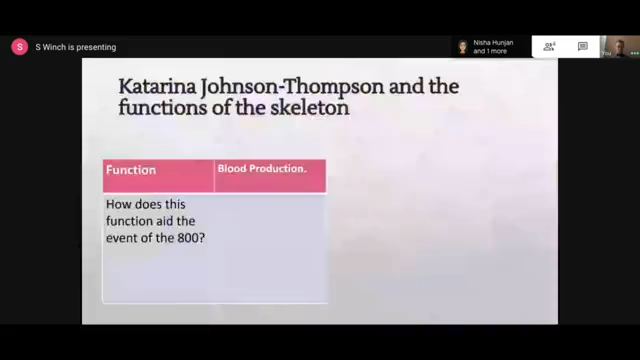 S
S Winch is presenting
Nisha Hunjan
and 1 more
You
Katarina Johnson-Thompson and the
functions of the skeleton
Function
Blood Production.
How does this
function aid the
event of the 800?